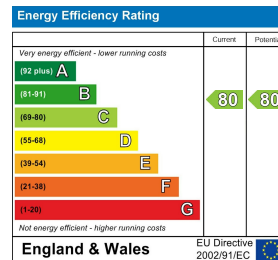 Energy Efficiency Rating
Current Potentia
Very energy efficient - lower running costs
(92 plus) A
(81-91) B
80 80
(69-80) C
(55-68) D
(39-54) E
(21-38) F
(1-20) G
Not energy efficient - higher running costs
England & Wales
EU Directive
2002/91/EC